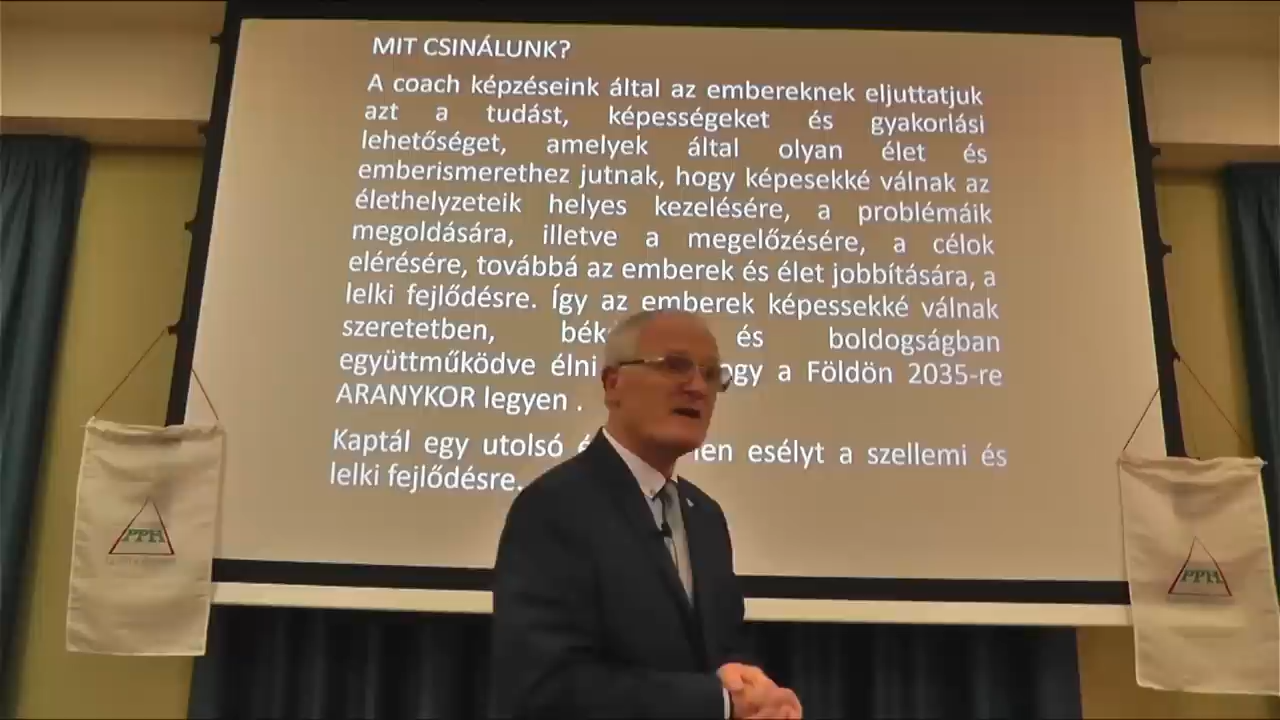 MIT CSINÁLUNK?
A coach képzéseink által az embereknek eljuttatjuk
azt a tudást, képességeket és gyakorlási
lehetőséget, amelyek által olyan élet és
emberismerethez jutnak, hogy képesekké válnak az
élethelyzeteik helyes kezelésére, a problémáik
megoldására, illetve a megelőzésére, a célok
elérésére, továbbá az emberek és élet jobbítására, a
lelki fejlődésre. Így az emberek képessekké válnak
szeretetben, és boldogságban
együttműködve élni a Földön 2035-re
ARANYKOR legyen .
Kaptál egy utolsó esélyt a szellemi és
lelki fejlődésre.
PPH
PPH